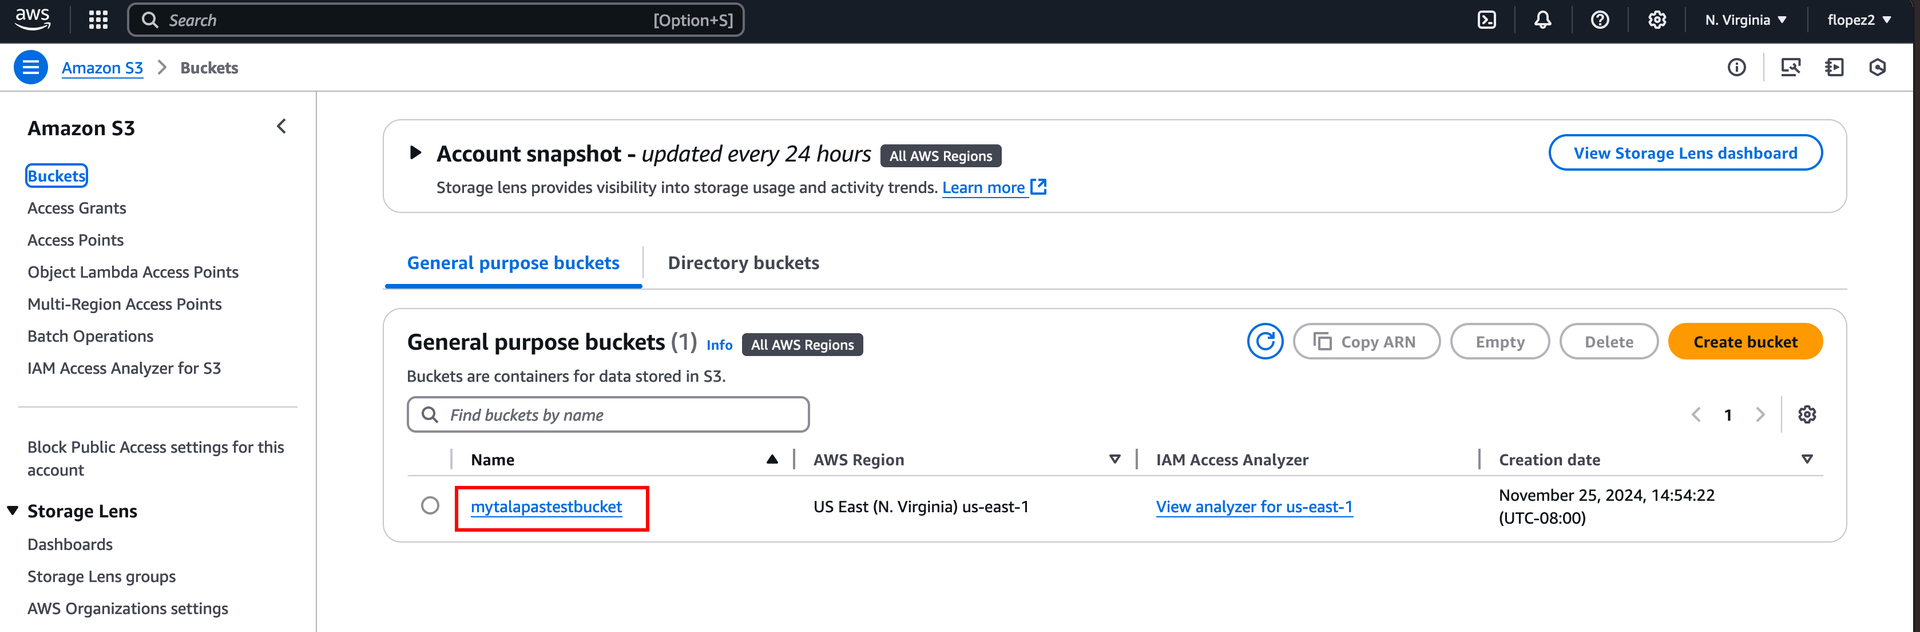 aws
Search [Option+S] N. Virginia flopez2
Amazon S3 Buckets
Amazon S3
Buckets
Access Grants
Access Points
Object Lambda Access Points
Multi-Region Access Points
Batch Operations
IAM Access Analyzer for S3
Block Public Access settings for this
account
Storage Lens
Dashboards
Storage Lens groups
AWS Organizations settings
Account snapshot - updated every 24 hours All AWS Regions
View Storage Lens dashboard
Storage lens provides visibility into storage usage and activity trends. Learn more
General purpose buckets Directory buckets
General purpose buckets (1) Info All AWS Regions
Copy ARN Empty Delete Create bucket
Buckets are containers for data stored in S3.
Find buckets by name
1
Name AWS Region IAM Access Analyzer Creation date
mytalapastestbucket US East (N. Virginia) us-east-1 View analyzer for us-east-1 November 25, 2024, 14:54:22
(UTC-08:00)